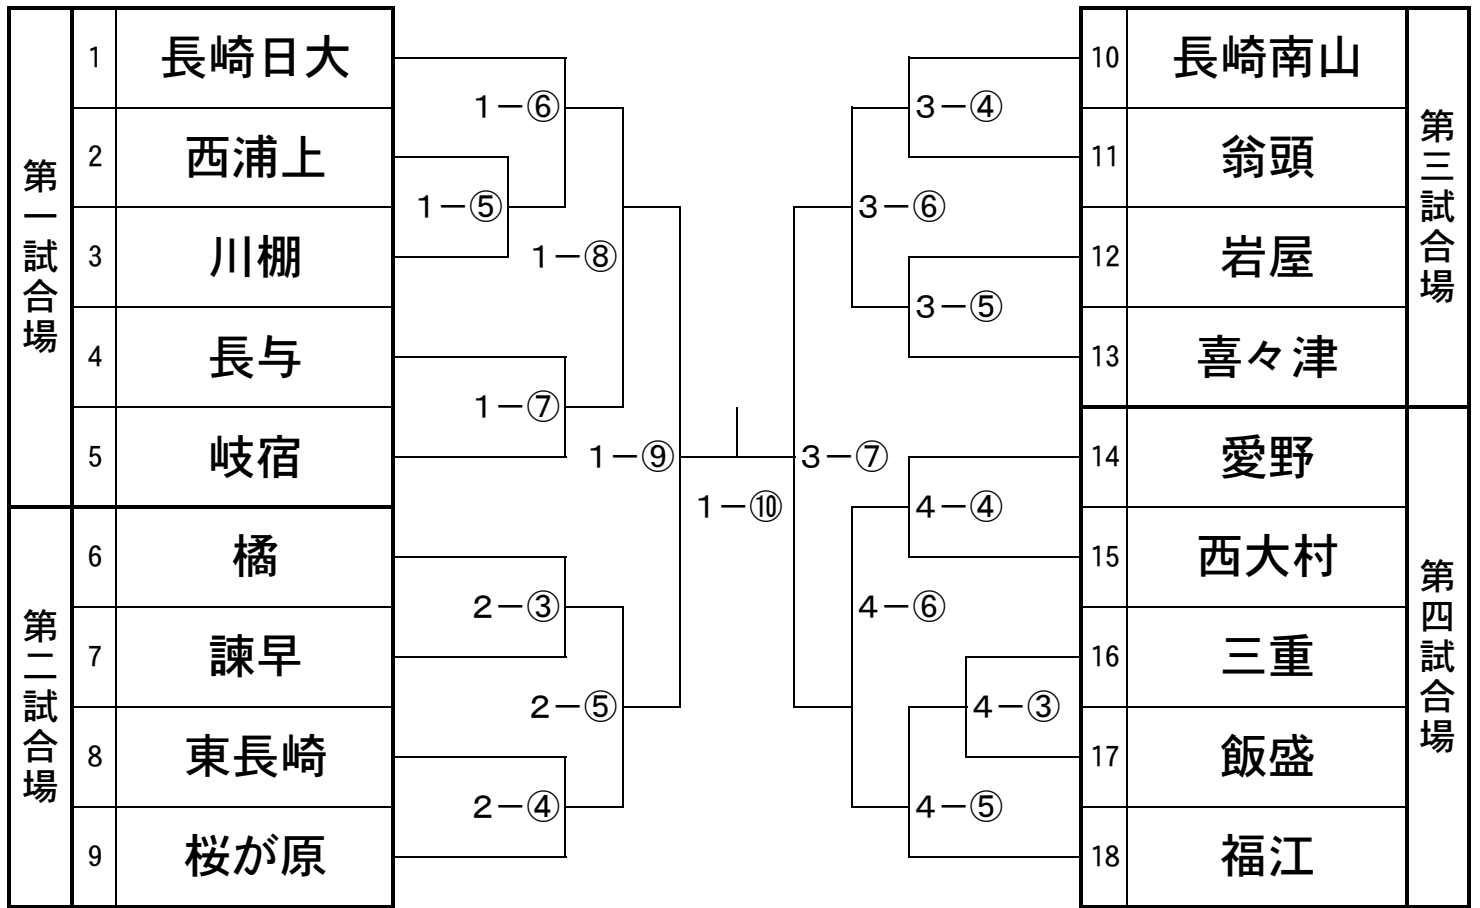 第一試合場
1 長崎日大
2 西浦上
3 川棚
4 長与
5 岐宿
第二試合場
6 橘
7 諫早
8 東長崎
9 桜が原
1－⑥
1－⑤
1－⑧
1－⑦
1－⑨
2－③
2－⑤
2－④
1－⑩
3－④
3－⑥
3－⑤
3－⑦
4－④
4－⑥
4－③
4－⑤
10 長崎南山
11 翁頭
12 岩屋
13 喜々津
第三試合場
14 愛野
15 西大村
16 三重
17 飯盛
18 福江
第四試合場